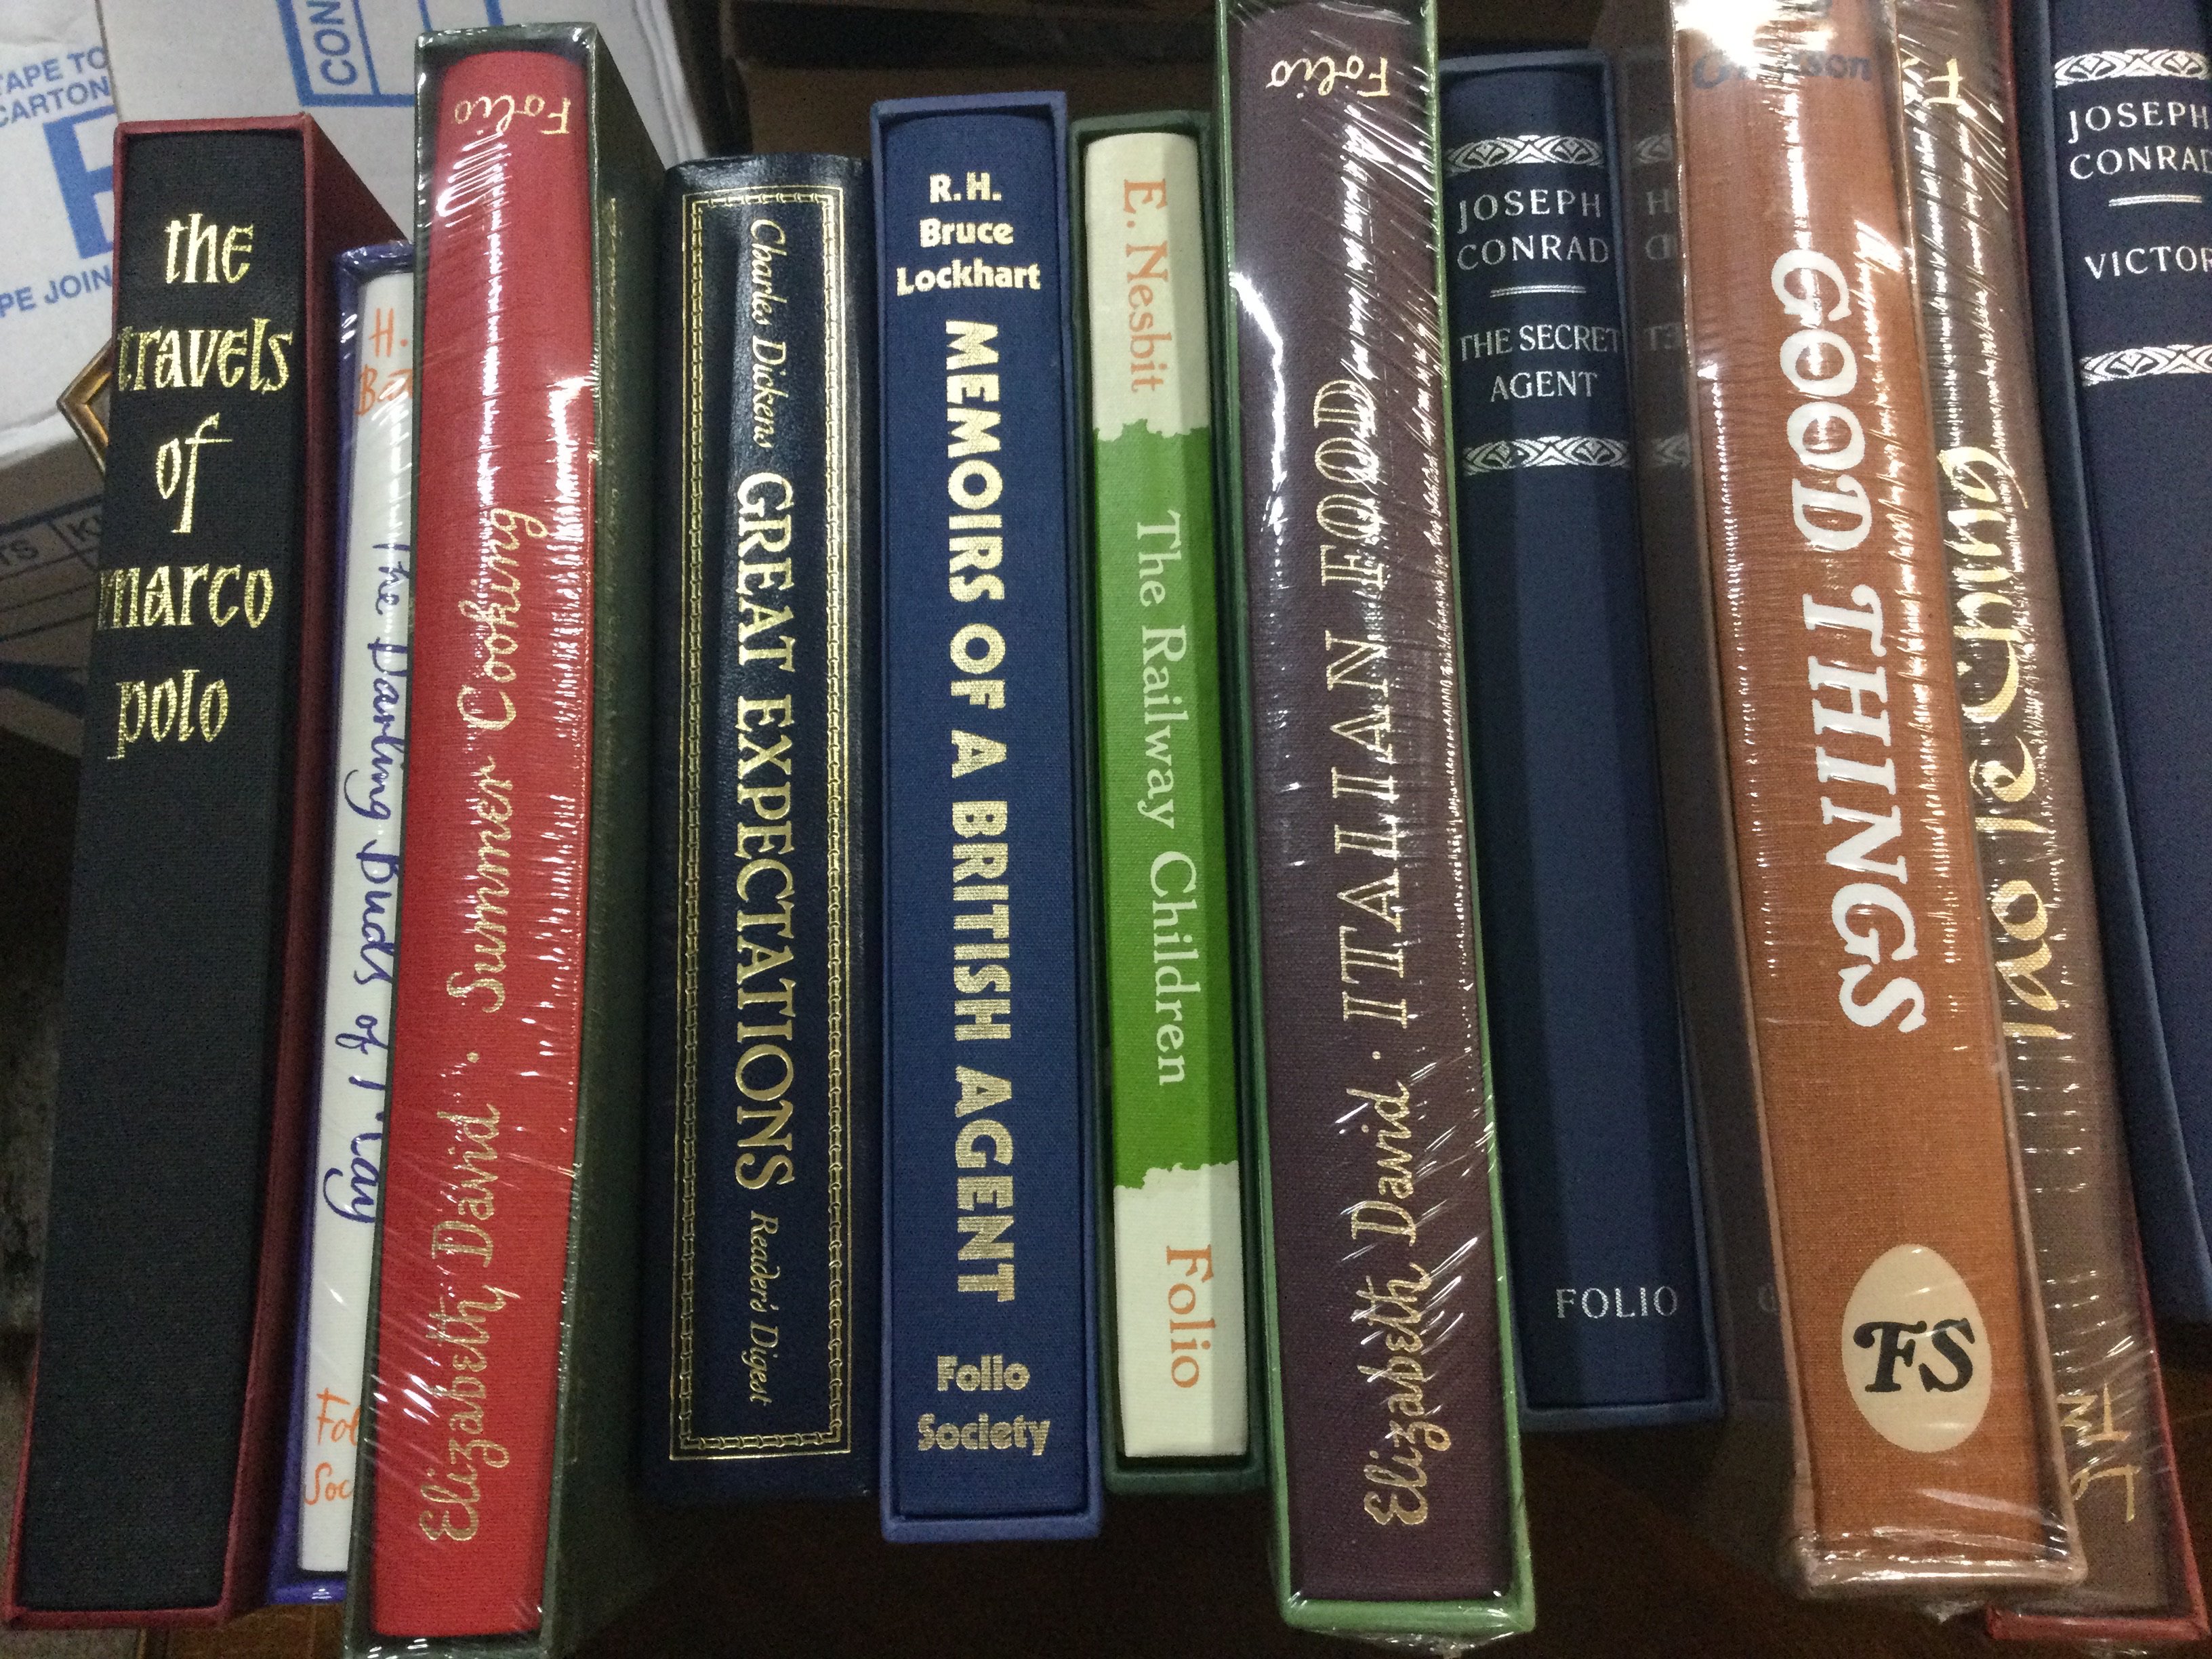 TAPE TO
CARTON
CON
PE JOIN
the
travels
of
marco
polo
H.
The Darling Buds of May
Elizabeth David · Summer Cooking
Folio
Charles Dickens GREAT EXPECTATIONS Reader's Digest
R.H.
Bruce
Lockhart
MEMOIRS OF A BRITISH AGENT
Folio
Society
E. Nesbit
The Railway Children
Folio
Elizabeth David · ITALIAN FOOD
Folio
JOSEPH
CONRAD
THE SECRET
AGENT
FOLIO
GOOD THINGS
FS
Tao Te Ching
JOSEPH
CONRAD
VICTOR